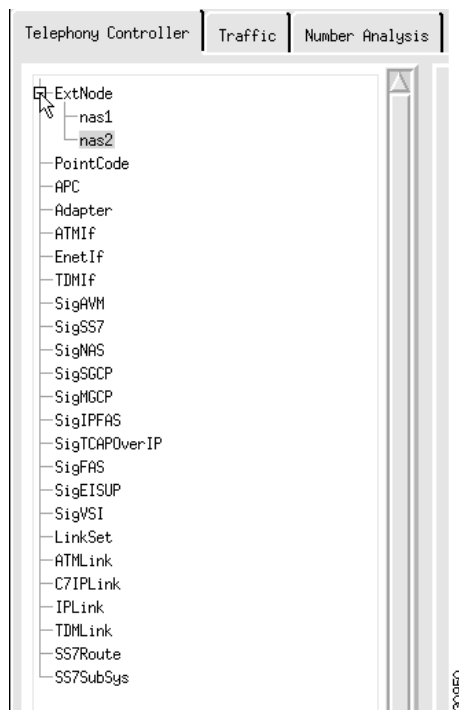 Telephony Controller Traffic Number Analysis
ExtNode
nas1
nas2
PointCode
APC
Adapter
ATMIf
EnetIf
TDMIf
SigAVM
SigSS7
SigNAS
SigSGCP
SigMGCP
SigIPFAS
SigTCAPOverIP
SigFAS
SigEISUP
SigVSI
LinkSet
ATMLink
C7IPLink
IPLink
TDMLink
SS7Route
SS7SubSys